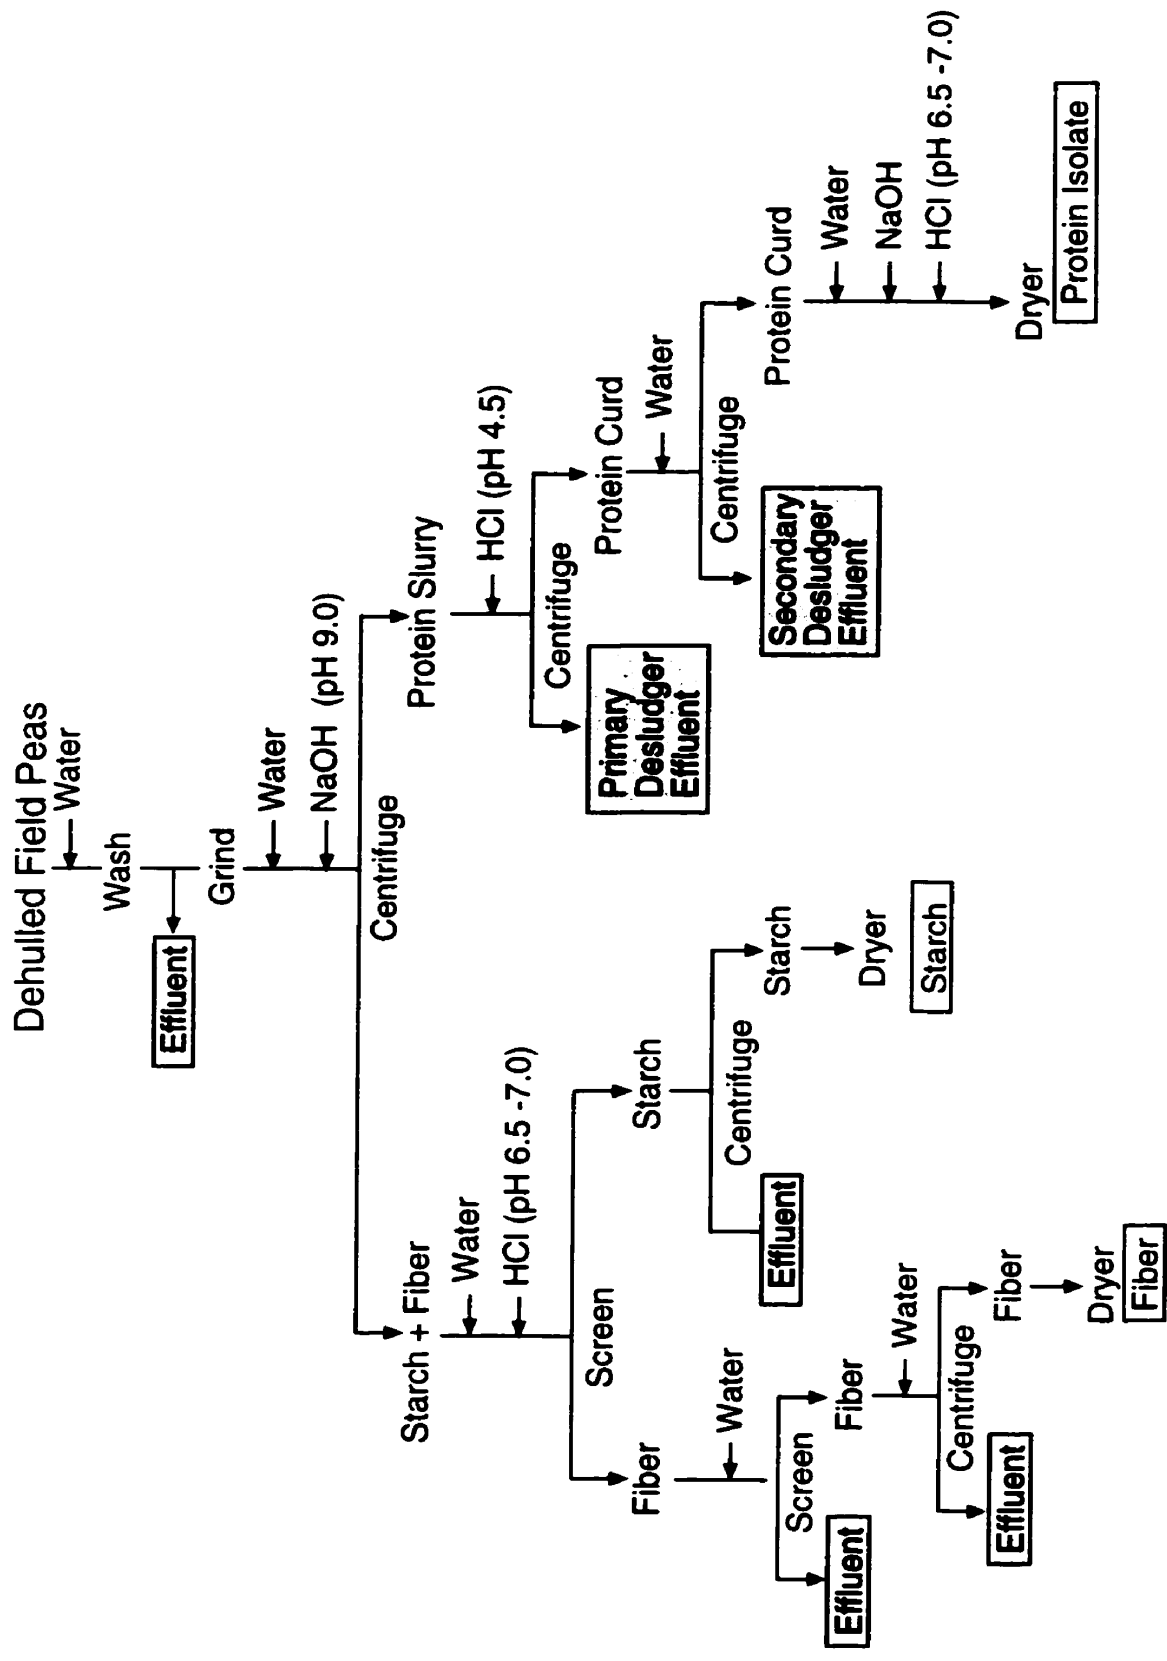 Dehulled Field Peas
Water
Wash
Effluent
Grind
Water
NaOH (pH 9.0)
Centrifuge
Starch + Fiber
Water
HCl (pH 6.5 -7.0)
Screen
Fiber
Water
Screen
Effluent
Fiber
Water
Centrifuge
Effluent
Fiber
Dryer
Fiber
Starch
Centrifuge
Effluent
Starch
Dryer
Starch
Protein Slurry
HCl (pH 4.5)
Centrifuge
Primary
Desludger
Effluent
Protein Curd
Water
Centrifuge
Secondary
Desludger
Effluent
Protein Curd
Water
NaOH
HCl (pH 6.5 -7.0)
Dryer
Protein Isolate